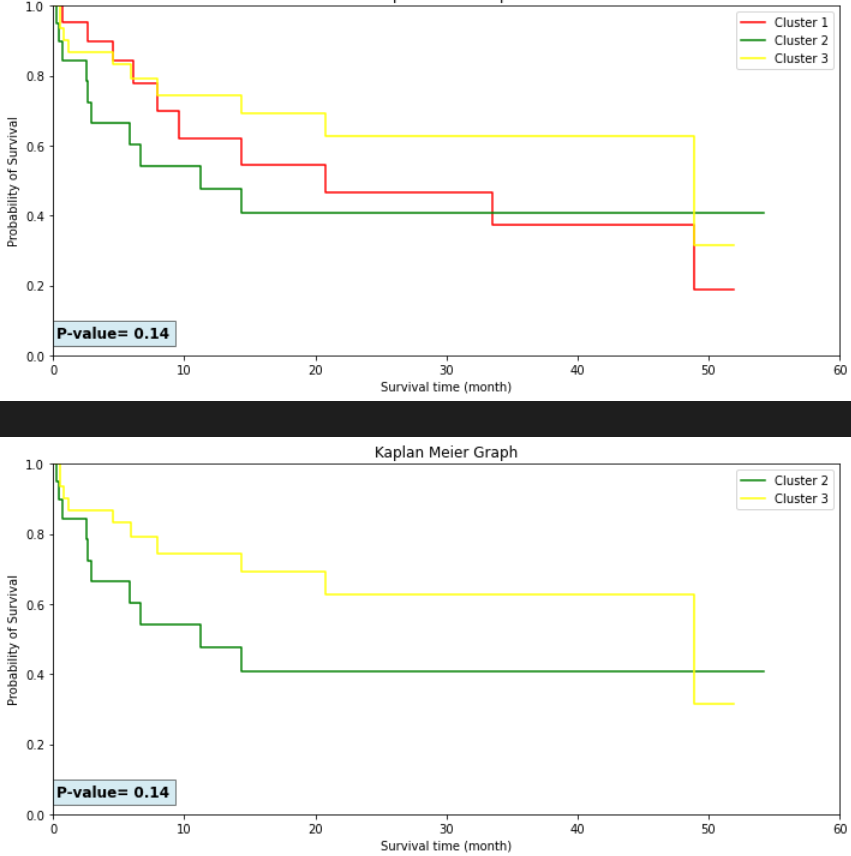 1.0
0.8
0.6
0.4
0.2
0.0
Probability of Survival
Cluster 1
Cluster 2
Cluster 3
P-value= 0.14
0 10 20 30 40 50 60
Survival time (month)
Kaplan Meier Graph
1.0
0.8
0.6
0.4
0.2
0.0
Probability of Survival
Cluster 2
Cluster 3
P-value= 0.14
0 10 20 30 40 50 60
Survival time (month)